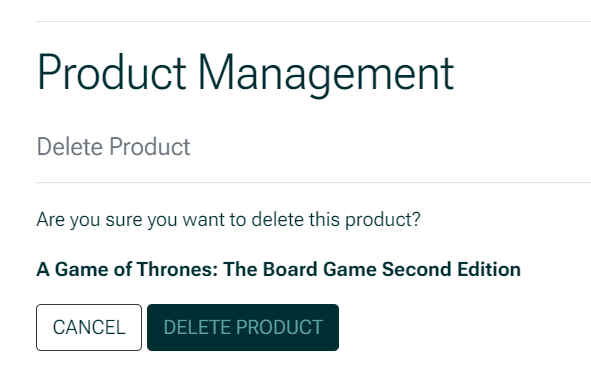 Product Management
Delete Product
Are you sure you want to delete this product?
A Game of Thrones: The Board Game Second Edition
CANCEL
DELETE PRODUCT